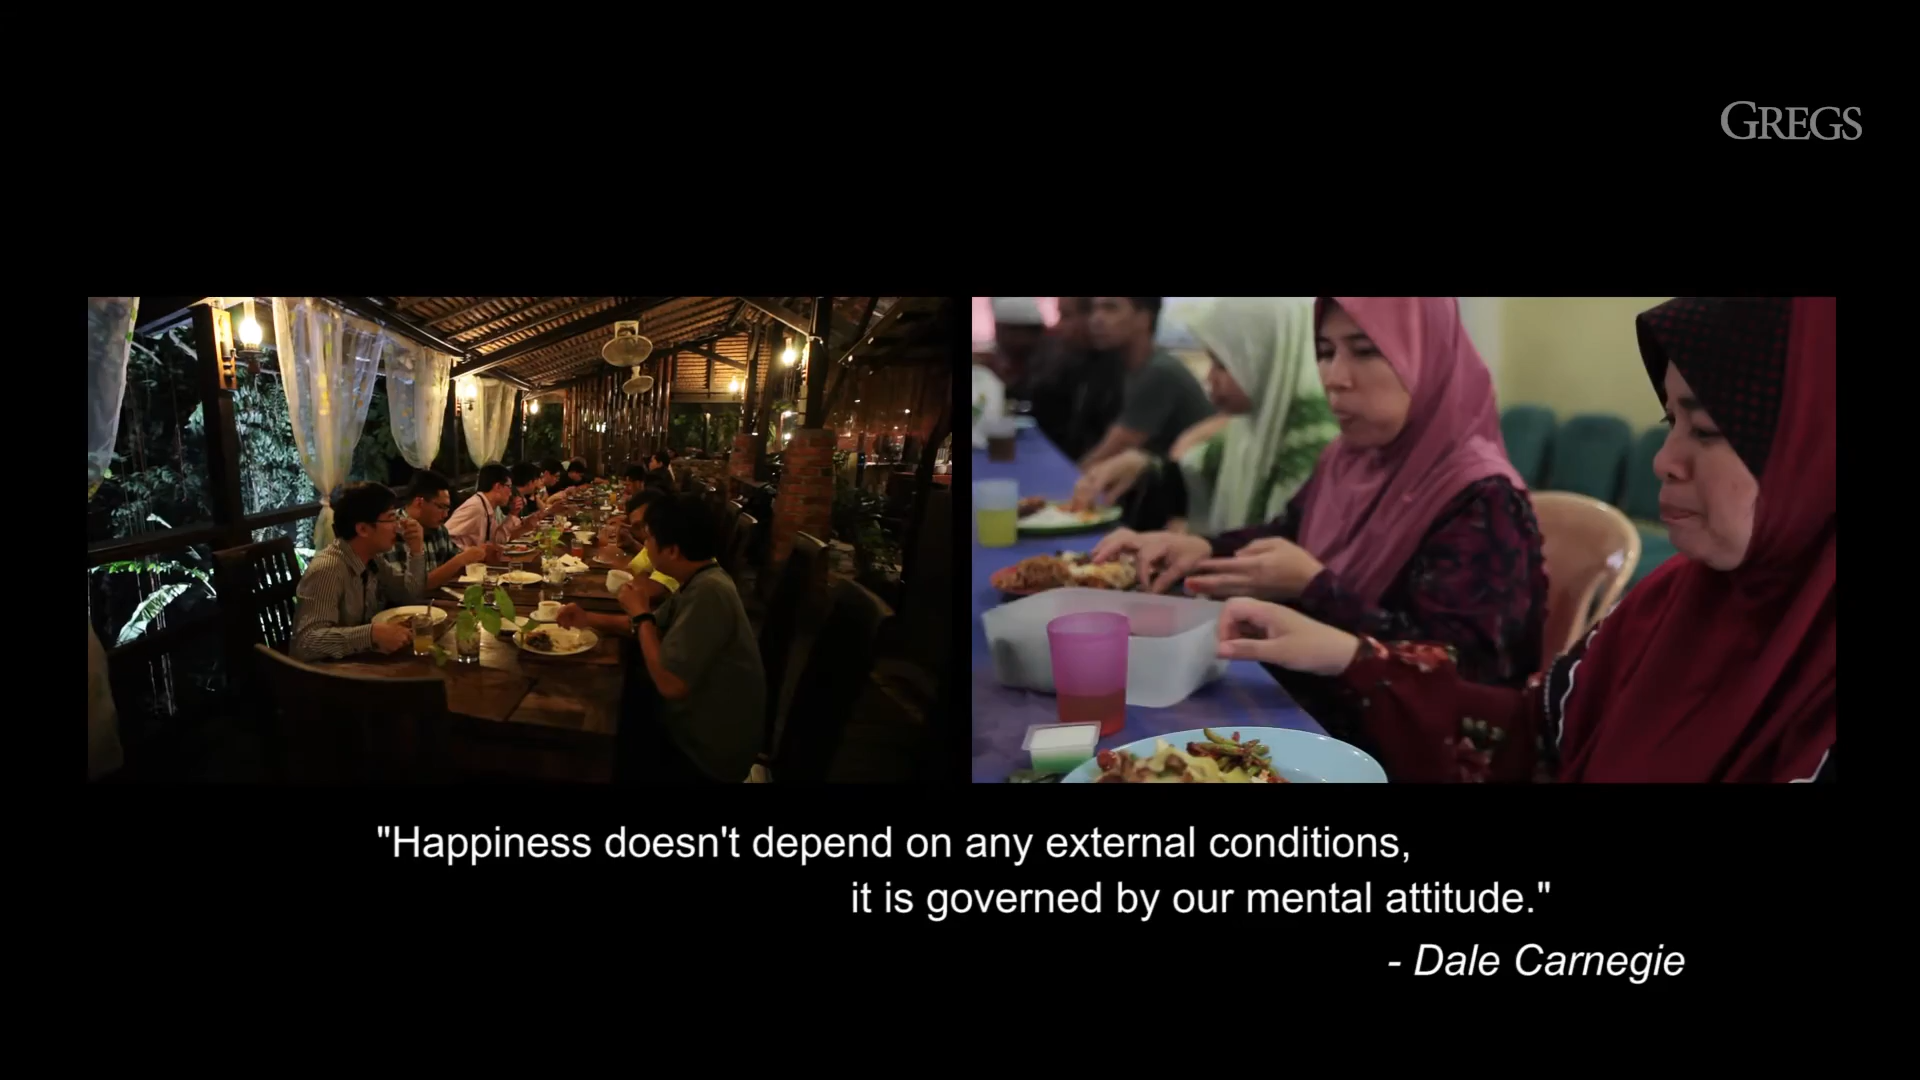 GREGS
"Happiness doesn't depend on any external conditions,
it is governed by our mental attitude."
- Dale Carnegie